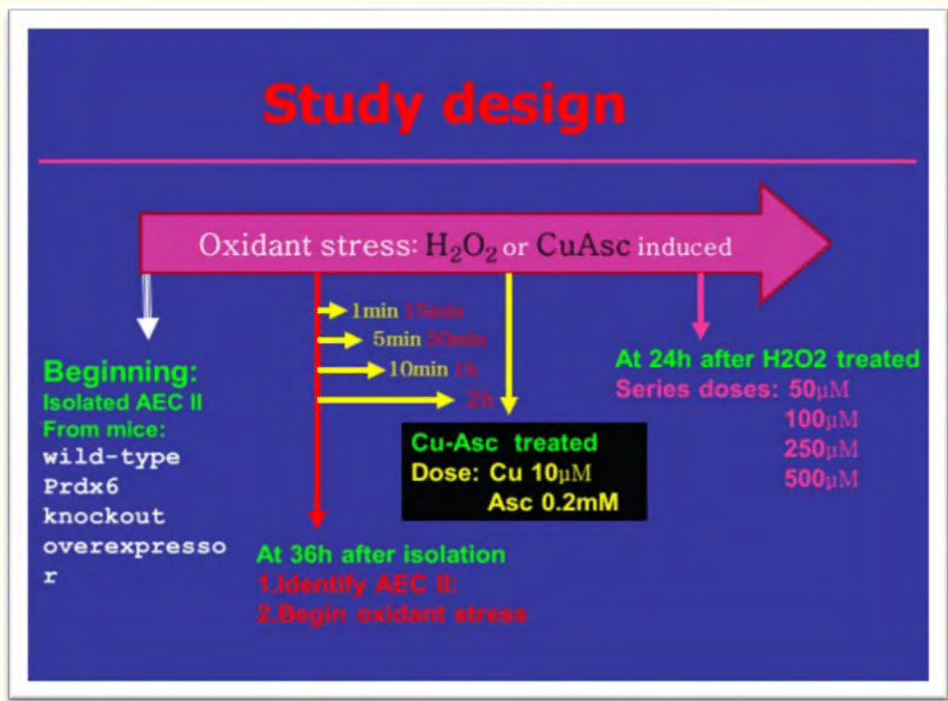 Study design
Oxidant stress: H₂O₂ or CuAsc induced
1min 15min
5min 30min
10min 1h
2h
Beginning:
Isolated AEC II
From mice:
wild-type
Prdx6
knockout
overexpresso
r
At 36h after isolation
1.Identify AEC II:
2.Begin oxidant stress
Cu-Asc treated
Dose: Cu 10µM
Asc 0.2mM
At 24h after H2O2 treated
Series doses: 50µM
100µM
250µM
500µM